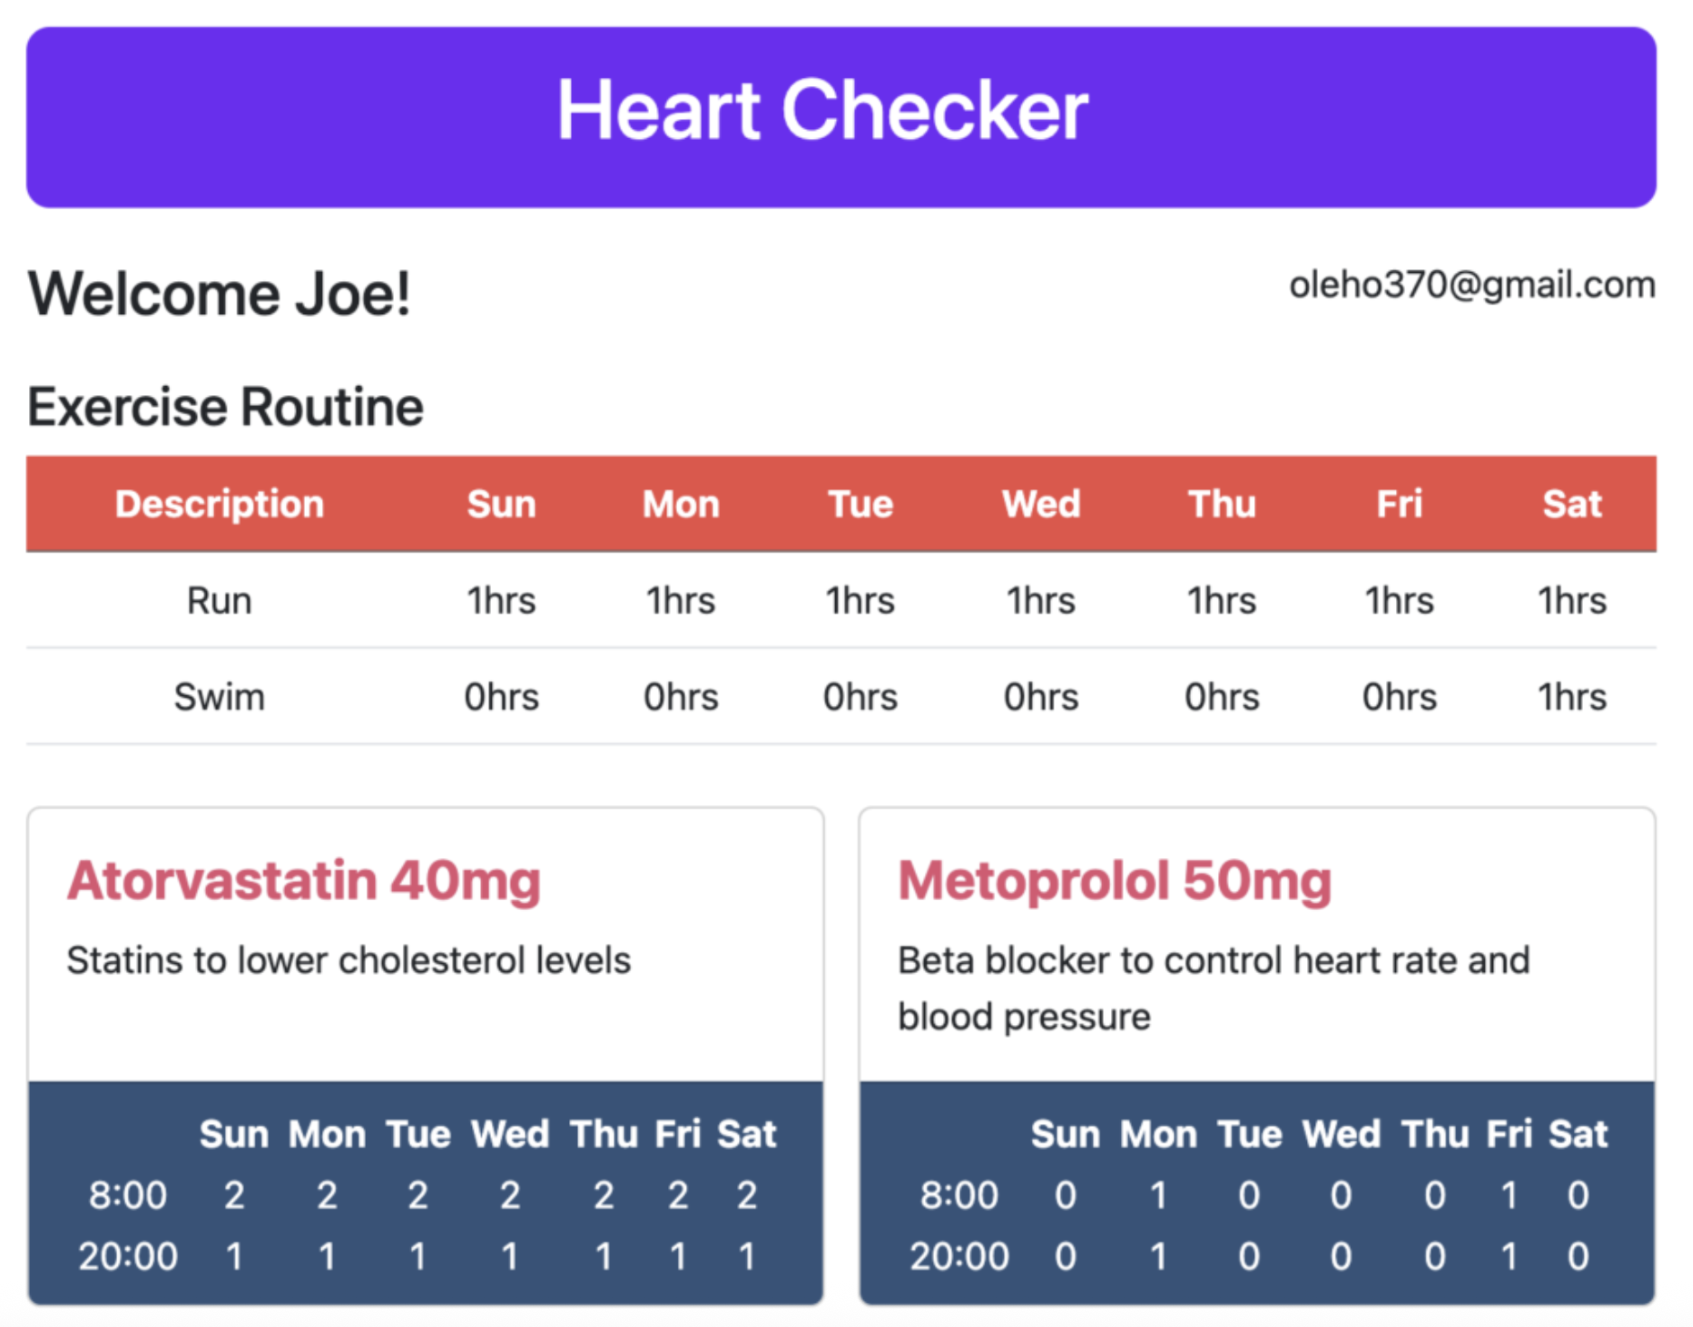 Heart Checker
Welcome Joe!
oleho370@gmail.com
Exercise Routine
Description Sun Mon Tue Wed Thu Fri Sat
Run 1hrs 1hrs 1hrs 1hrs 1hrs 1hrs 1hrs
Swim 0hrs 0hrs 0hrs 0hrs 0hrs 0hrs 1hrs
Atorvastatin 40mg
Statins to lower cholesterol levels
Sun Mon Tue Wed Thu Fri Sat
8:00 2 2 2 2 2 2 2
20:00 1 1 1 1 1 1 1
Metoprolol 50mg
Beta blocker to control heart rate and
blood pressure
Sun Mon Tue Wed Thu Fri Sat
8:00 0 1 0 0 0 1 0
20:00 0 1 0 0 0 1 0